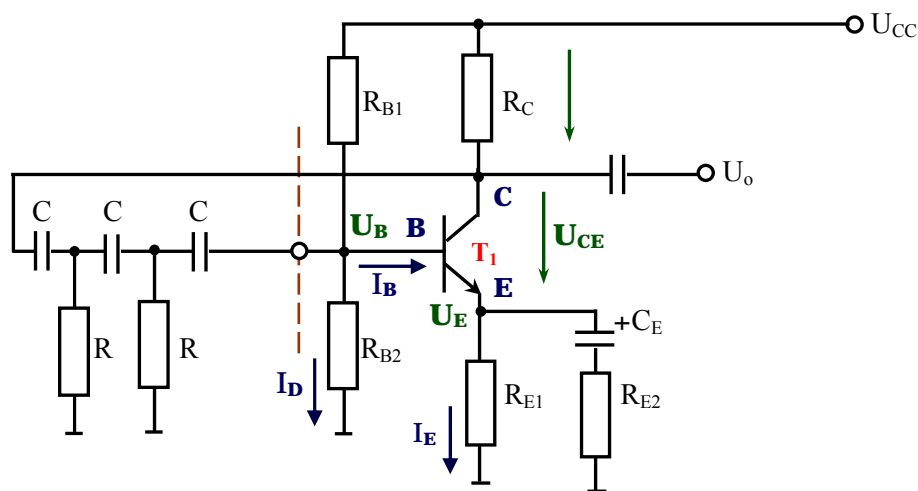 U_CC
R_B1
R_C
U_o
C C C
C
U_B B
U_CE
T_1
I_B
E
U_E
+C_E
R
R
R_B2
I_D
R_E1
R_E2
I_E